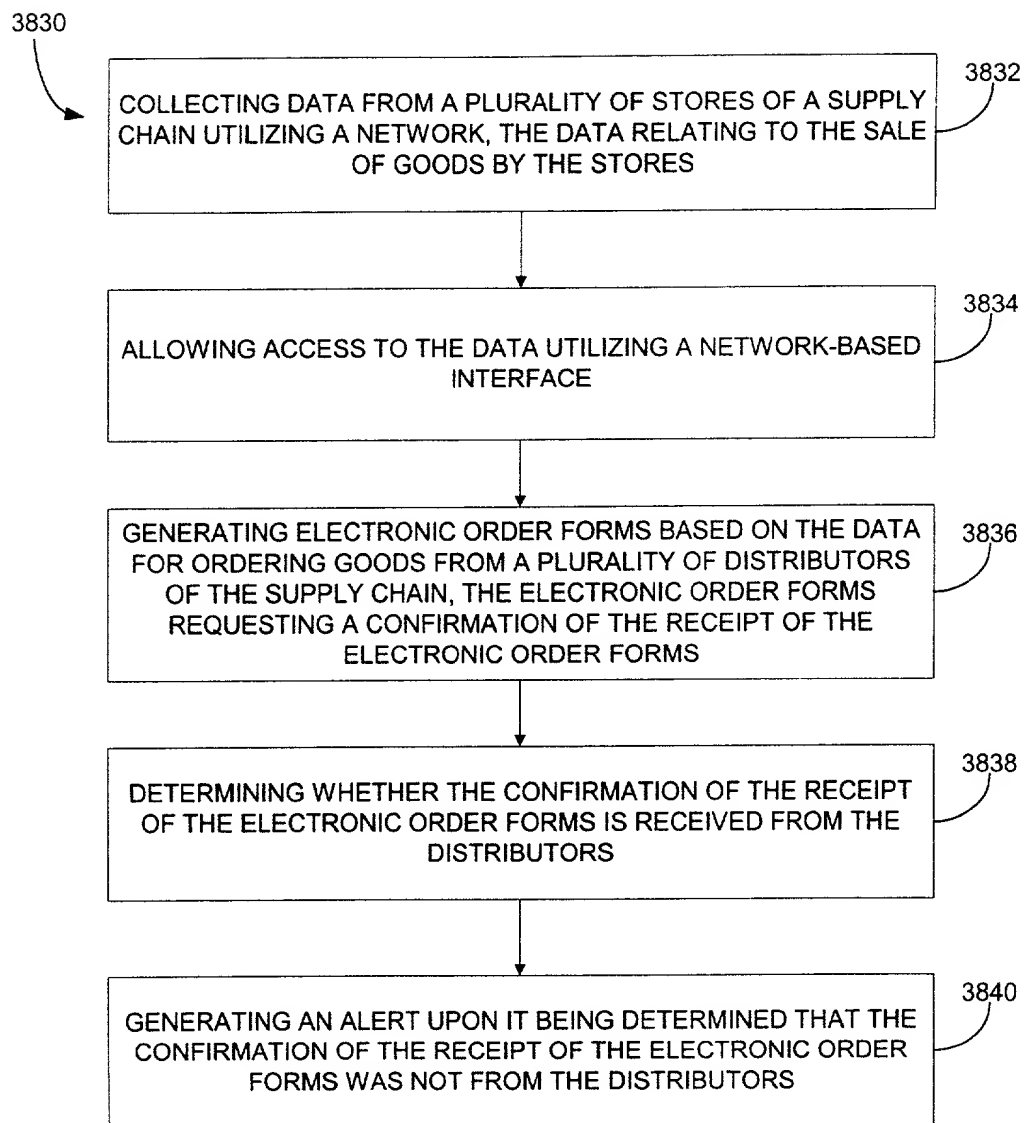 3830
3832
COLLECTING DATA FROM A PLURALITY OF STORES OF A SUPPLY
CHAIN UTILIZING A NETWORK, THE DATA RELATING TO THE SALE
OF GOODS BY THE STORES
3834
ALLOWING ACCESS TO THE DATA UTILIZING A NETWORK-BASED
INTERFACE
3836
GENERATING ELECTRONIC ORDER FORMS BASED ON THE DATA
FOR ORDERING GOODS FROM A PLURALITY OF DISTRIBUTORS
OF THE SUPPLY CHAIN, THE ELECTRONIC ORDER FORMS
REQUESTING A CONFIRMATION OF THE RECEIPT OF THE
ELECTRONIC ORDER FORMS
3838
DETERMINING WHETHER THE CONFIRMATION OF THE RECEIPT
OF THE ELECTRONIC ORDER FORMS IS RECEIVED FROM THE
DISTRIBUTORS
3840
GENERATING AN ALERT UPON IT BEING DETERMINED THAT THE
CONFIRMATION OF THE RECEIPT OF THE ELECTRONIC ORDER
FORMS WAS NOT FROM THE DISTRIBUTORS